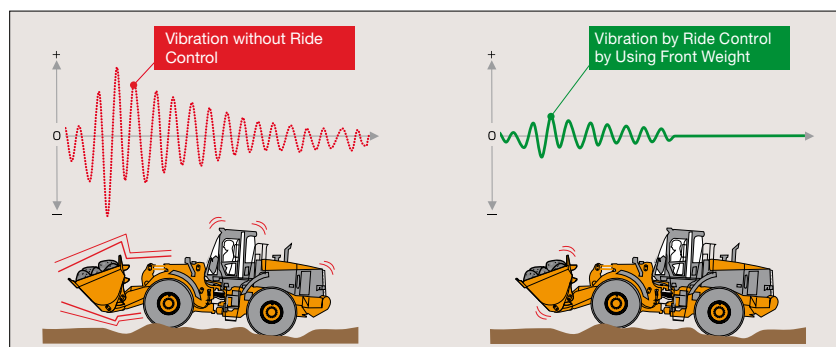 Vibration without Ride
Control
+
0
–
Vibration by Ride Control
by Using Front Weight
+
0
–